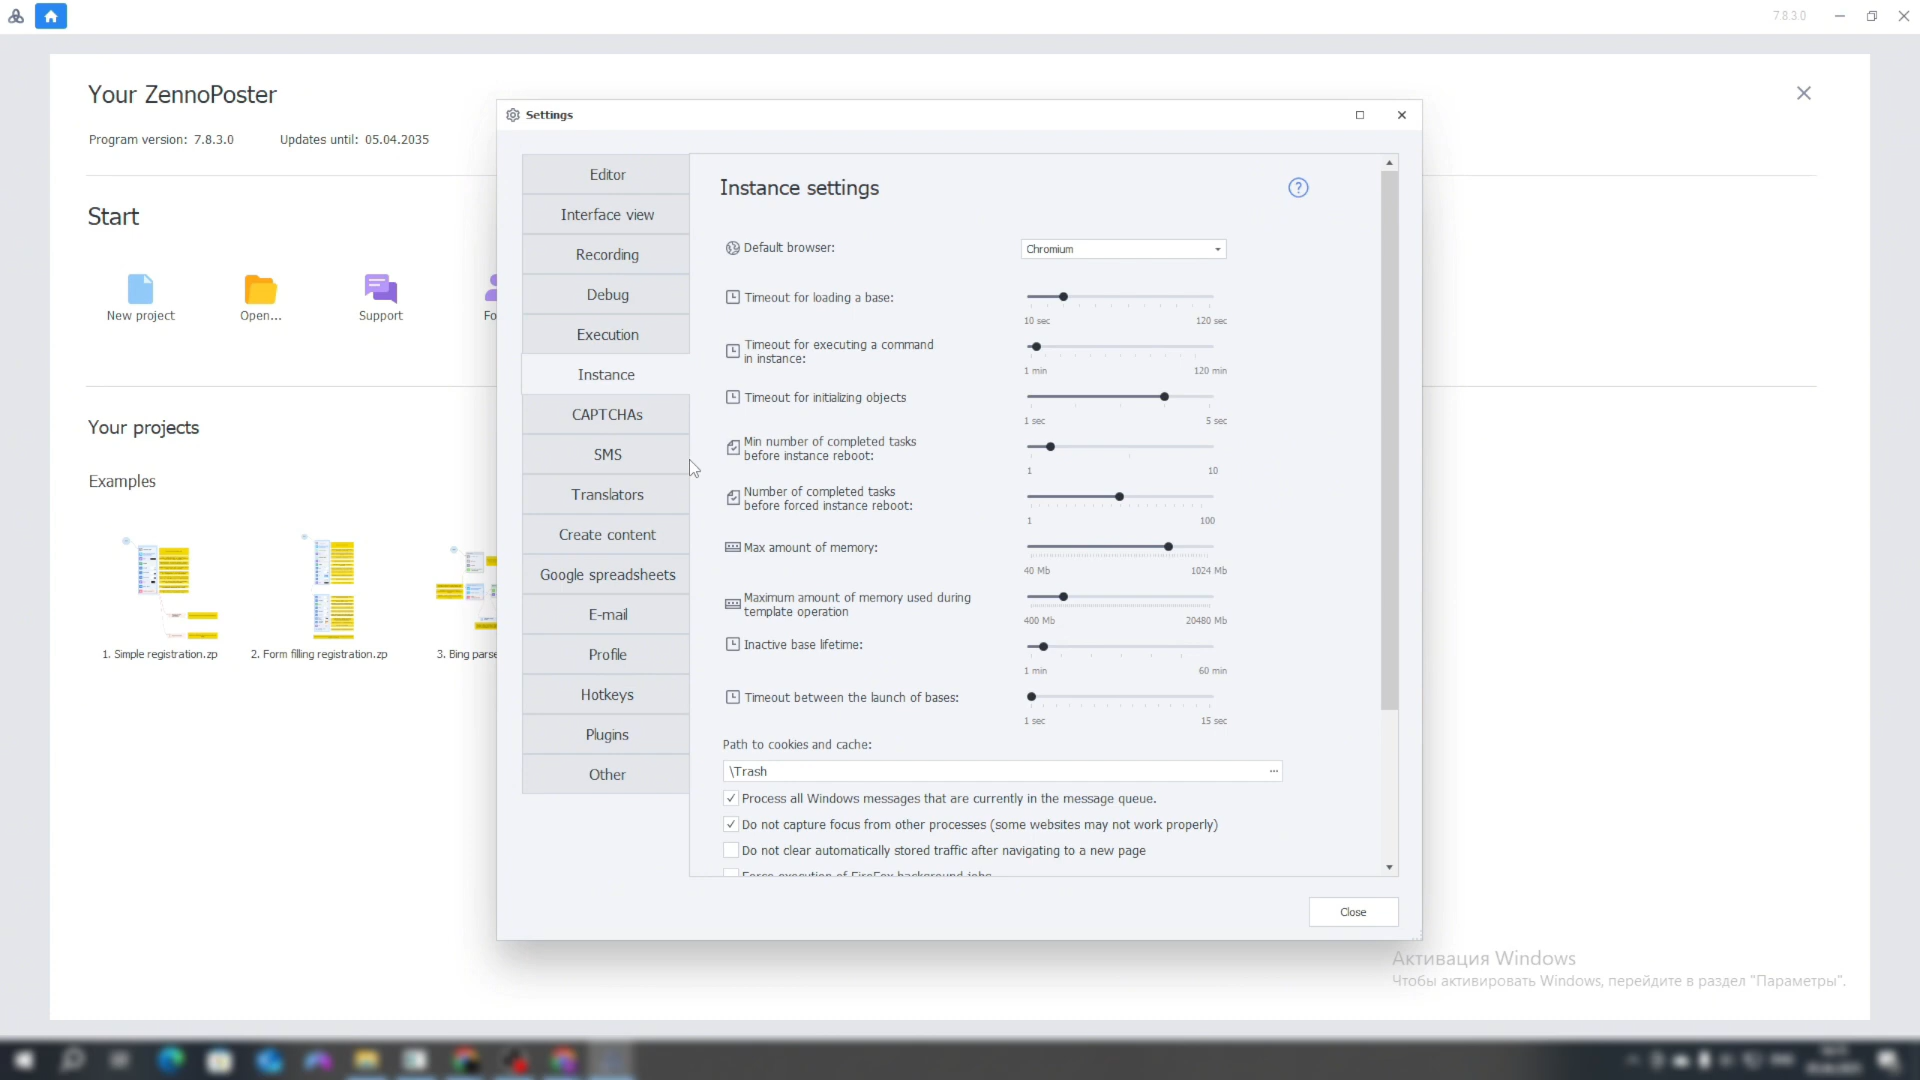 7.8.3.0
Your ZennoPoster
Program version: 7.8.3.0
Updates until: 05.04.2035
Start
New project
Open...
Support
Fo
Your projects
Examples
1. Simple registration.zp
2. Form filling registration.zp
3. Bing parse
Settings
Editor
Interface view
Recording
Debug
Execution
Instance
CAPTCHAs
SMS
Translators
Create content
Google spreadsheets
E-mail
Profile
Hotkeys
Plugins
Other
Instance settings
?
Default browser:
Chromium
Timeout for loading a base:
10 sec
120 sec
Timeout for executing a command
in instance:
1 min
120 min
Timeout for initializing objects
1 sec
5 sec
Min number of completed tasks
before instance reboot:
1
10
Number of completed tasks
before forced instance reboot:
1
100
Max amount of memory:
40 Mb
1024 Mb
Maximum amount of memory used during
template operation
400 Mb
20480 Mb
Inactive base lifetime:
1 min
60 min
Timeout between the launch of bases:
1 sec
15 sec
Path to cookies and cache:
\Trash
...
Process all Windows messages that are currently in the message queue.
Do not capture focus from other processes (some websites may not work properly)
Do not clear automatically stored traffic after navigating to a new page
Force execution of FireFox background jobs
Close
Активация Windows
Чтобы активировать Windows, перейдите в раздел "Параметры".